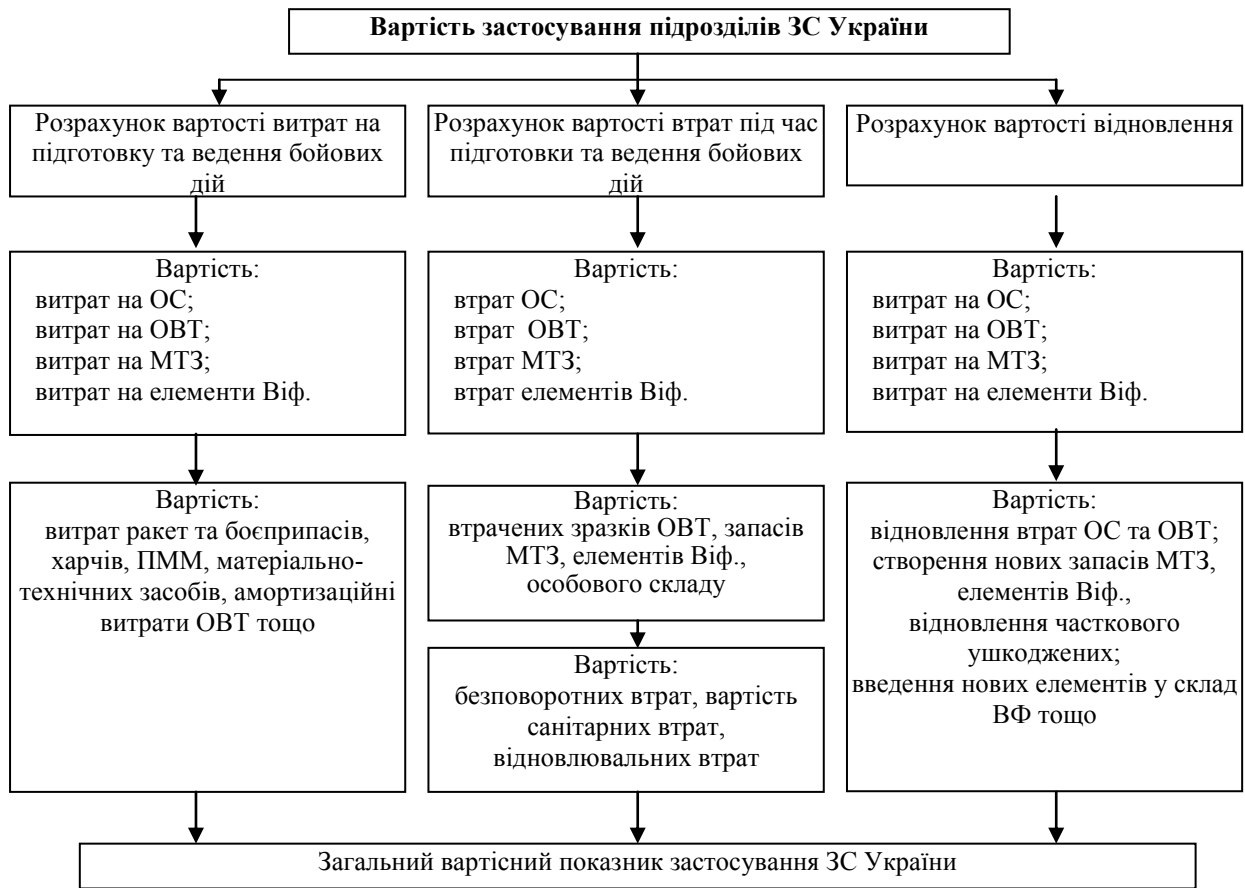 Вартість застосування підрозділів ЗС України
Розрахунок вартості витрат на
підготовку та ведення бойових
дій
Розрахунок вартості втрат під час
підготовки та ведення бойових
дій
Розрахунок вартості відновлення
Вартість:
витрат на ОС;
витрат на ОВТ;
витрат на МТЗ;
витрат на елементи Віф.
Вартість:
втрат ОС;
втрат ОВТ;
втрат МТЗ;
втрат елементів Віф.
Вартість:
витрат на ОС;
витрат на ОВТ;
витрат на МТЗ;
витрат на елементи Віф.
Вартість:
витрат ракет та боєприпасів,
харчів, ПММ, матеріально-
технічних засобів, амортизаційні
витрати ОВТ тощо
Вартість:
втрачених зразків ОВТ, запасів
МТЗ, елементів Віф.,
особового складу
Вартість:
безповоротних втрат, вартість
санітарних втрат,
відновлювальних втрат
Вартість:
відновлення втрат ОС та ОВТ;
створення нових запасів МТЗ,
елементів Віф.,
відновлення часткового
ушкоджених;
введення нових елементів у склад
ВФ тощо
Загальний вартісний показник застосування ЗС України